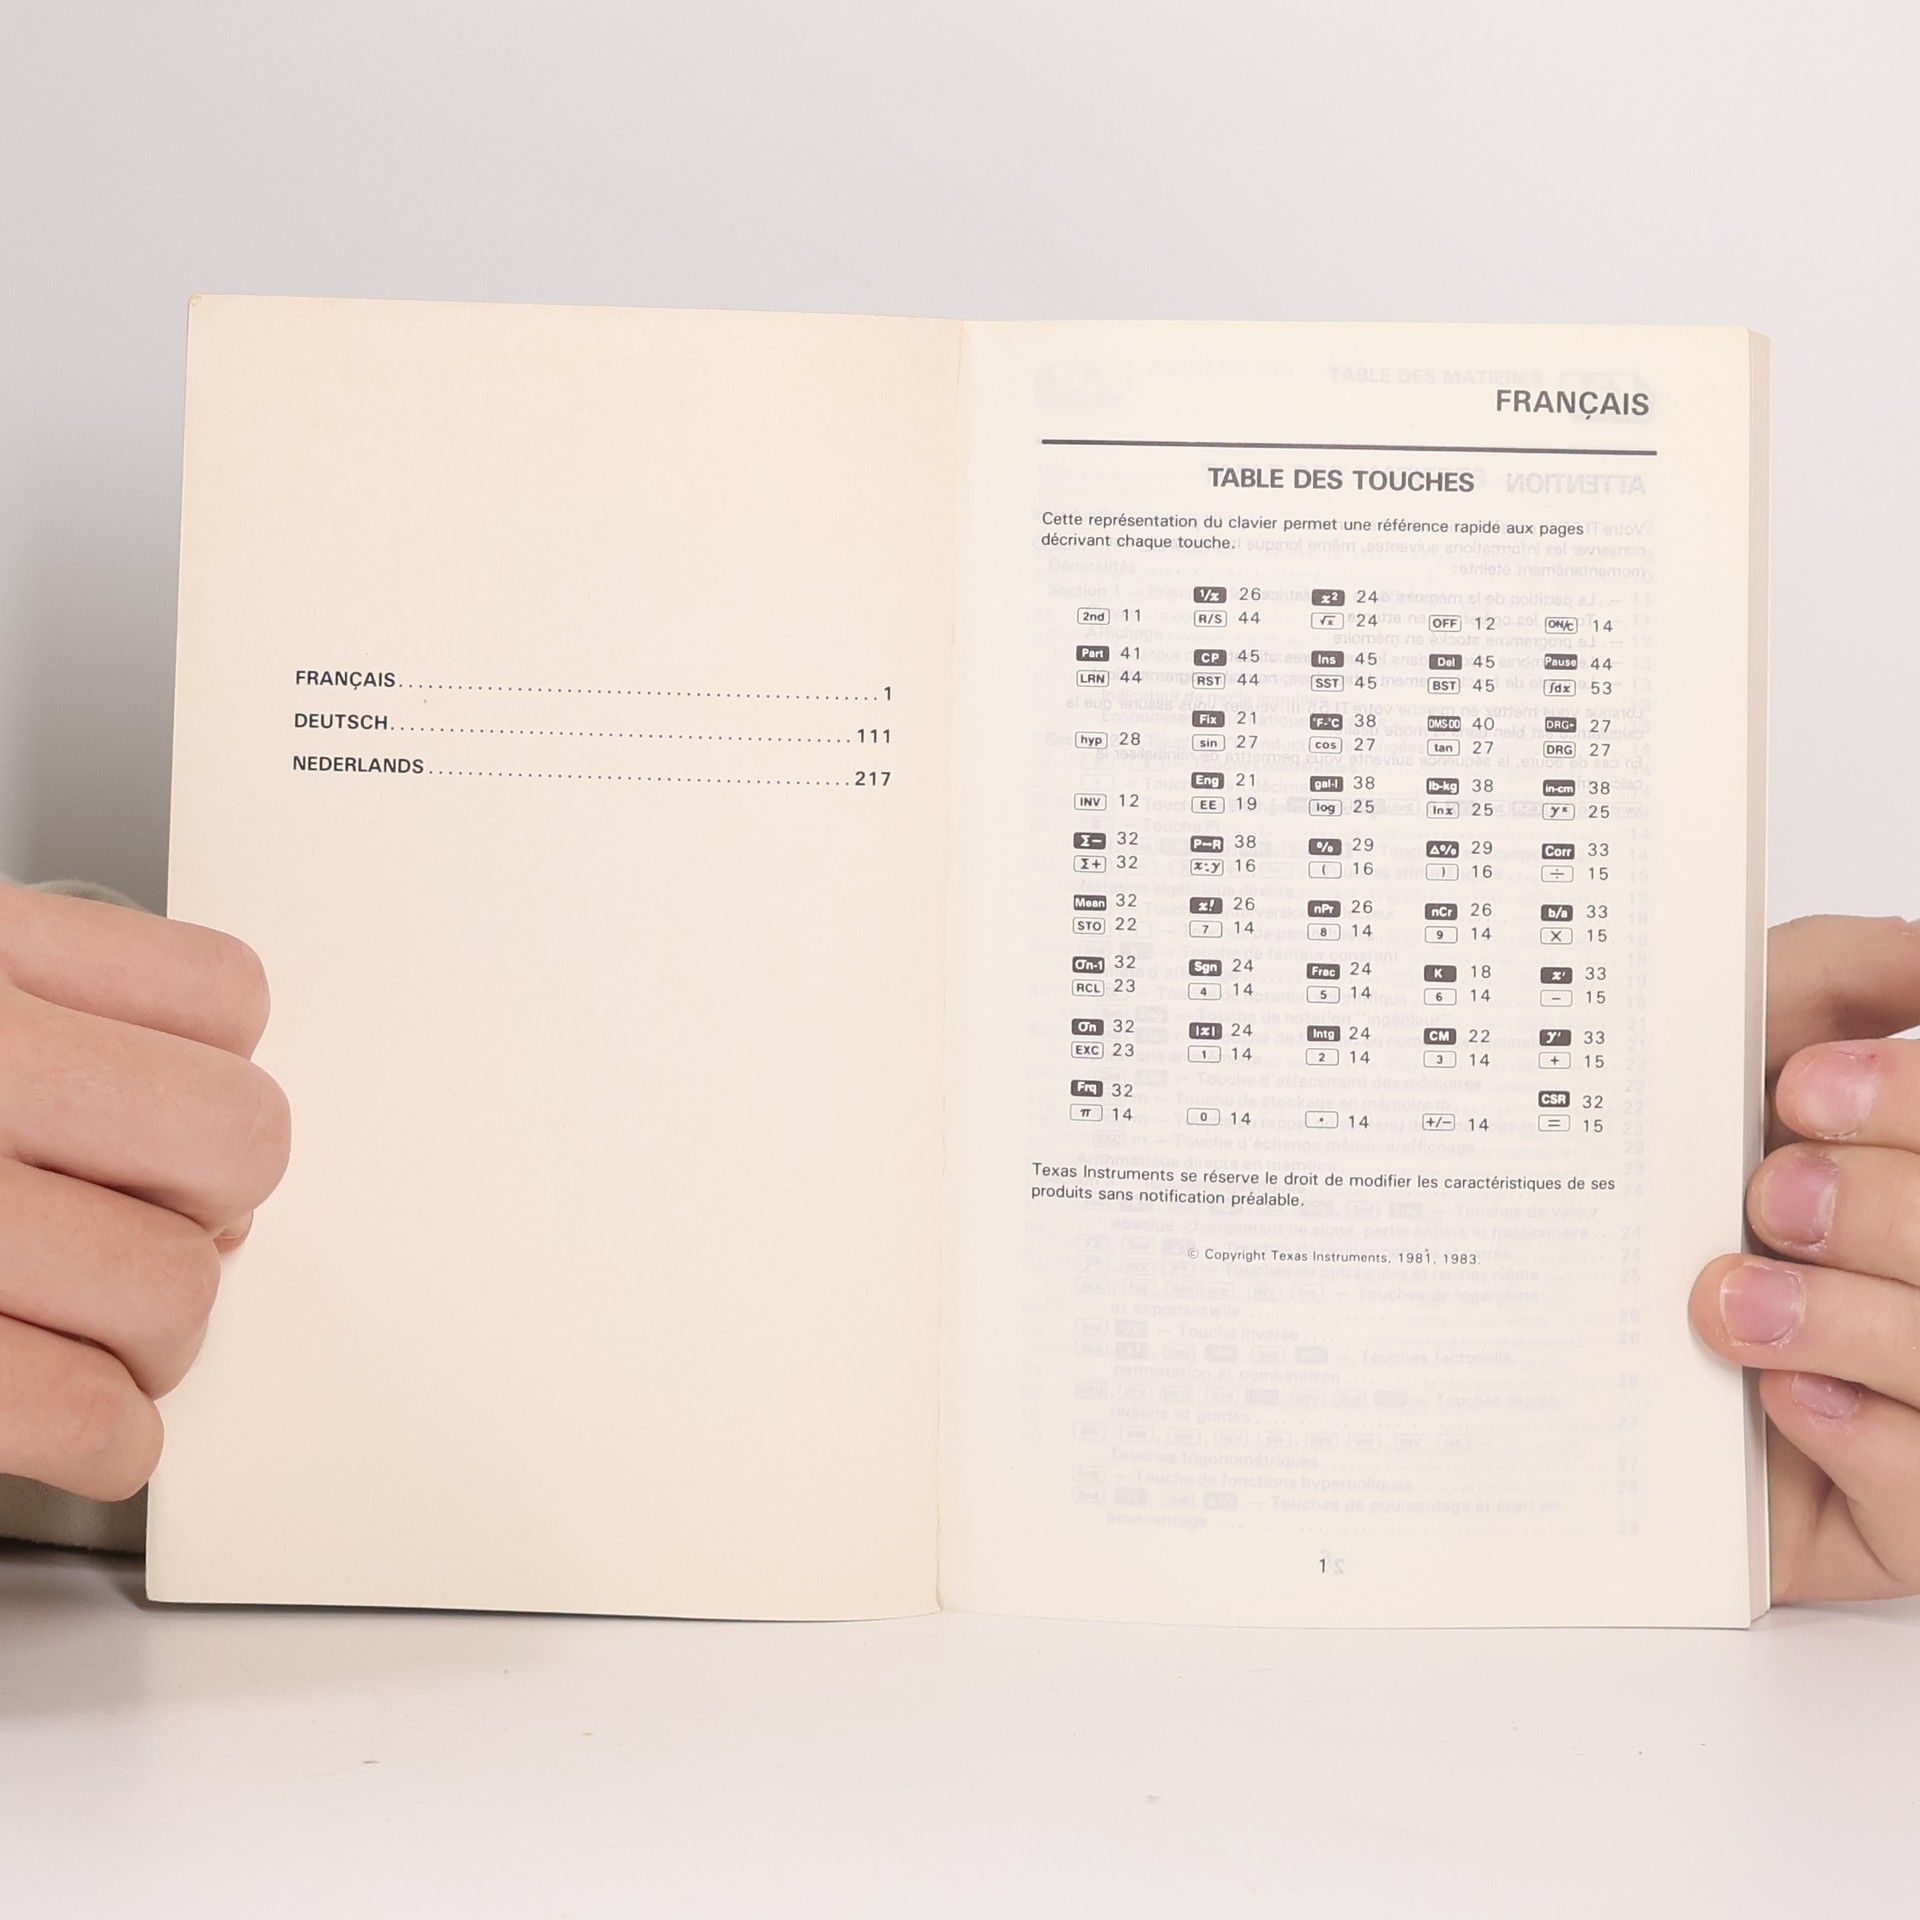 FRANÇAIS................................................1
DEUTSCH................................................111
NEDERLANDS............................................217
FRANÇAIS
TABLE DES TOUCHES
Cette représentation du clavier permet une référence rapide aux pages
décrivant chaque touche.
1/x 26 x² 24
2nd 11 R/S 44 √x 24 OFF 12 ON/C 14
Part 41 CP 45 Ins 45 Del 45 Pause 44
LRN 44 RST 44 SST 45 BST 45 ∫dx 53
Fix 21 °F-°C 38 DMS-DD 40 DRG▸ 27
hyp 28 sin 27 cos 27 tan 27 DRG 27
Eng 21 gal-l 38 lb-kg 38 in-cm 38
INV 12 EE 19 log 25 lnx 25 yˣ 25
Σ− 32 P↔R 38 % 29 Δ% 29 Corr 33
Σ+ 32 x:y 16 ( 16 ) 16 ÷ 15
Mean 32 x! 26 nPr 26 nCr 26 b/a 33
STO 22 7 14 8 14 9 14 X 15
σn-1 32 Sgn 24 Frac 24 K 18 x' 33
RCL 23 4 14 5 14 6 14 − 15
σn 32 |x| 24 Intg 24 CM 22 y' 33
EXC 23 1 14 2 14 3 14 + 15
Frq 32 CSR 32
π 14 0 14 • 14 +/− 14 = 15
Texas Instruments se réserve le droit de modifier les caractéristiques de ses
produits sans notification préalable.
© Copyright Texas Instruments, 1981, 1983.
1